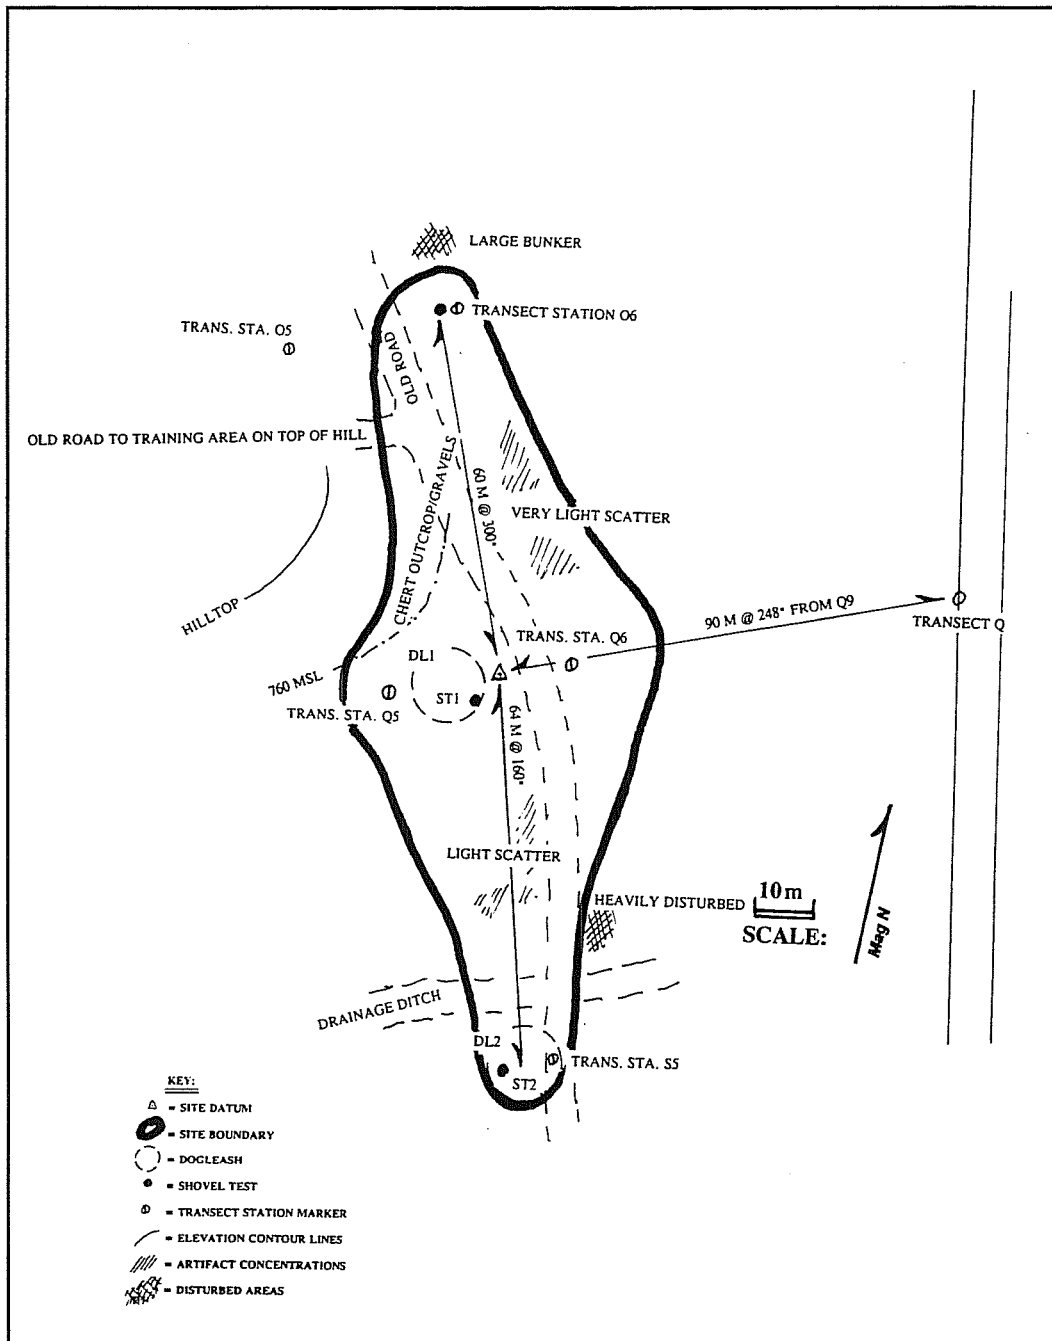 LARGE BUNKER
TRANSECT STATION O6
TRANS. STA. O5
OLD ROAD
OLD ROAD TO TRAINING AREA ON TOP OF HILL
CHERT OUTCROP/GRAVELS
60 M @ 300°
VERY LIGHT SCATTER
HILLTOP
90 M @ 248° FROM Q9
TRANSECT Q
TRANS. STA. Q6
DL1
760 MSL
ST1
TRANS. STA. Q5
64 M @ 160°
LIGHT SCATTER
HEAVILY DISTURBED
10m
SCALE:
Mag N
DRAINAGE DITCH
DL2
TRANS. STA. S5
ST2
KEY:
= SITE DATUM
= SITE BOUNDARY
= DOGLEASH
= SHOVEL TEST
= TRANSECT STATION MARKER
= ELEVATION CONTOUR LINES
= ARTIFACT CONCENTRATIONS
= DISTURBED AREAS